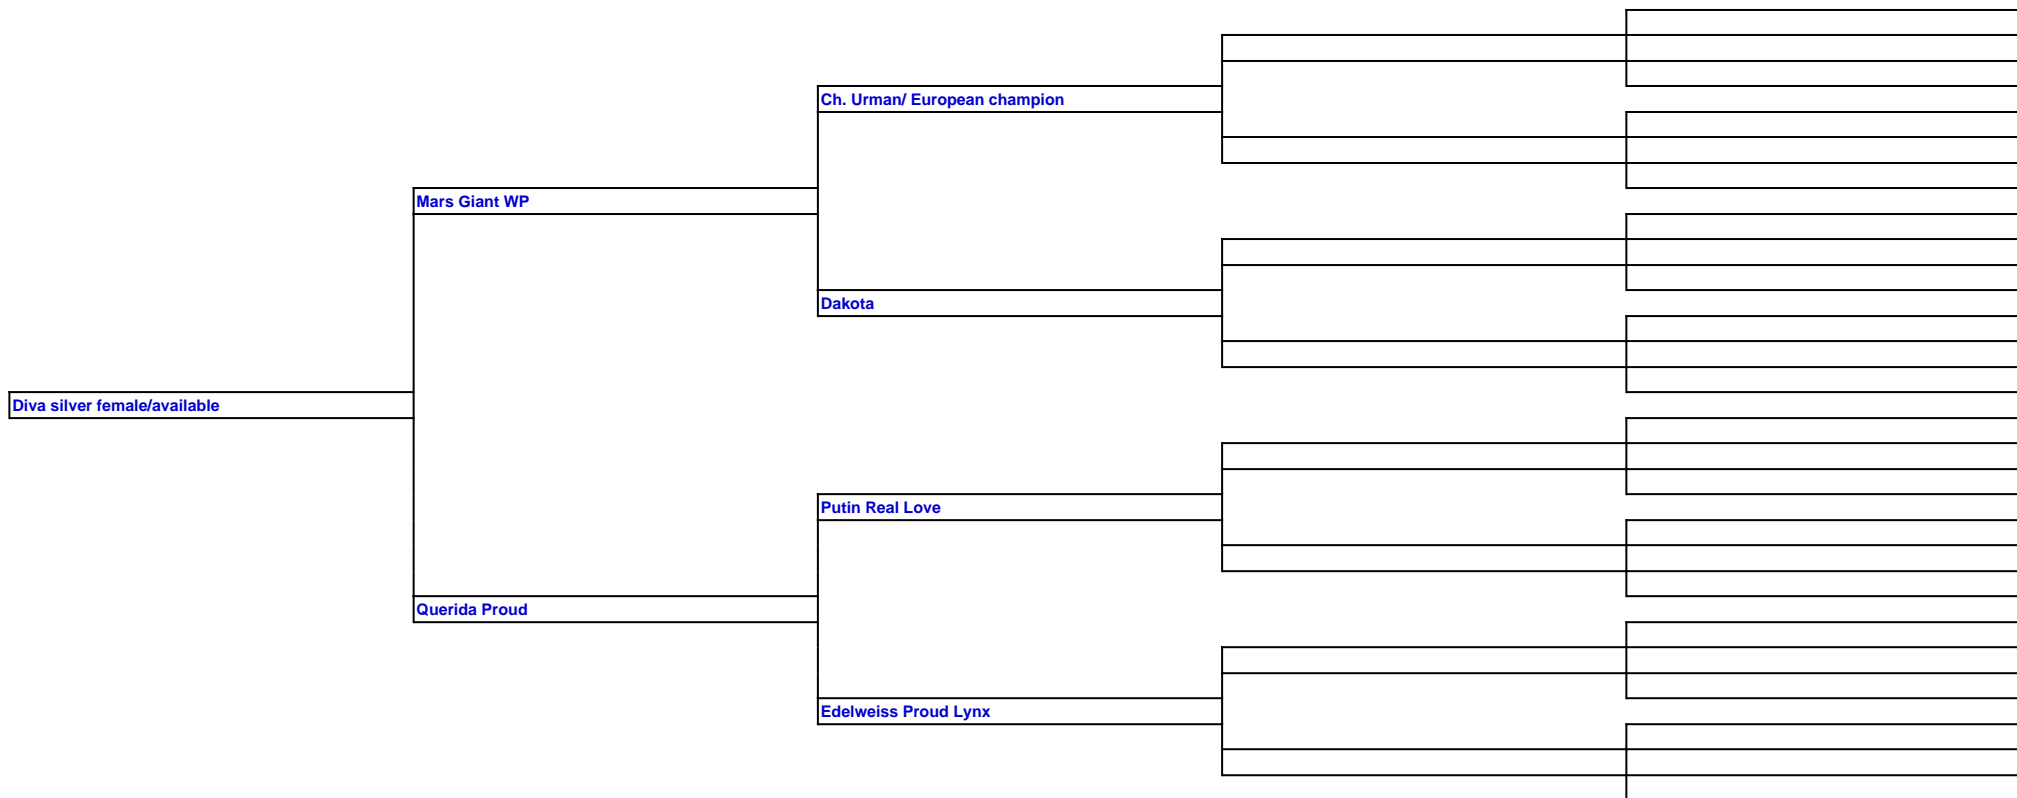 Ch. Urman/ European champion
Mars Giant WP
Dakota
Diva silver female/available
Putin Real Love
Querida Proud
Edelweiss Proud Lynx